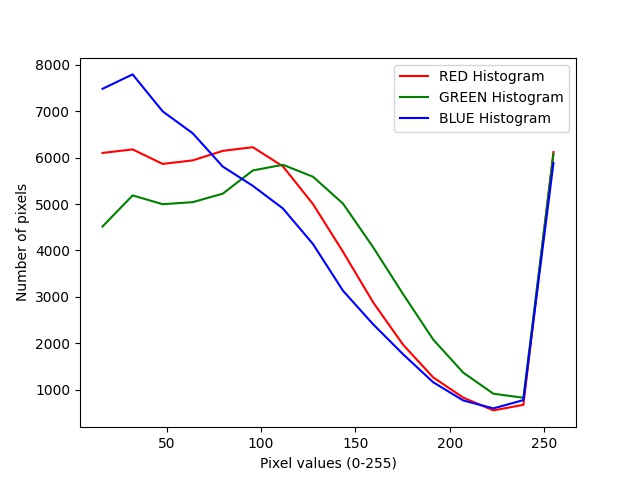 RED Histogram
GREEN Histogram
BLUE Histogram
8000
7000
6000
5000
4000
3000
2000
1000
Number of pixels
50 100 150 200 250
Pixel values (0-255)